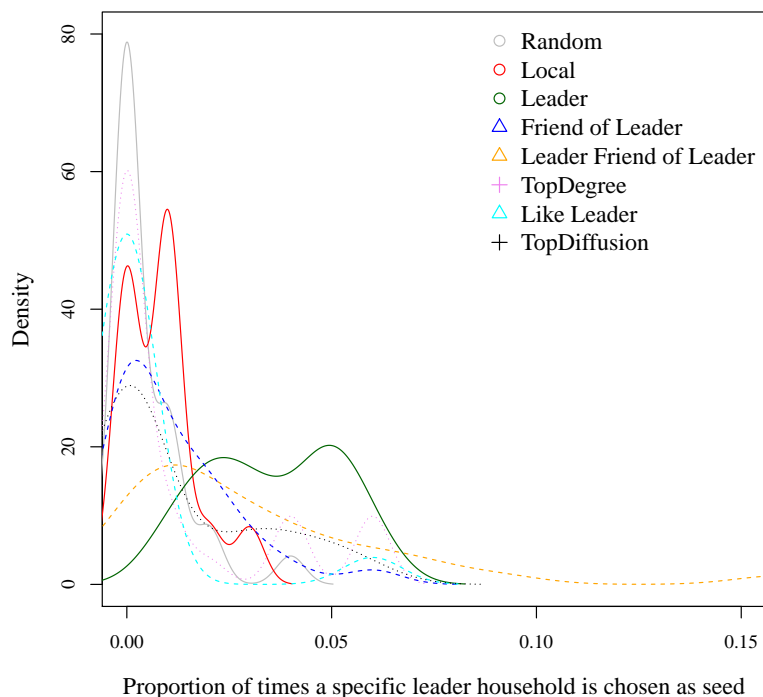 80
60
40
20
0
Density
Random
Local
Leader
Friend of Leader
Leader Friend of Leader
TopDegree
Like Leader
TopDiffusion
0.00 0.05 0.10 0.15
Proportion of times a specific leader household is chosen as seed